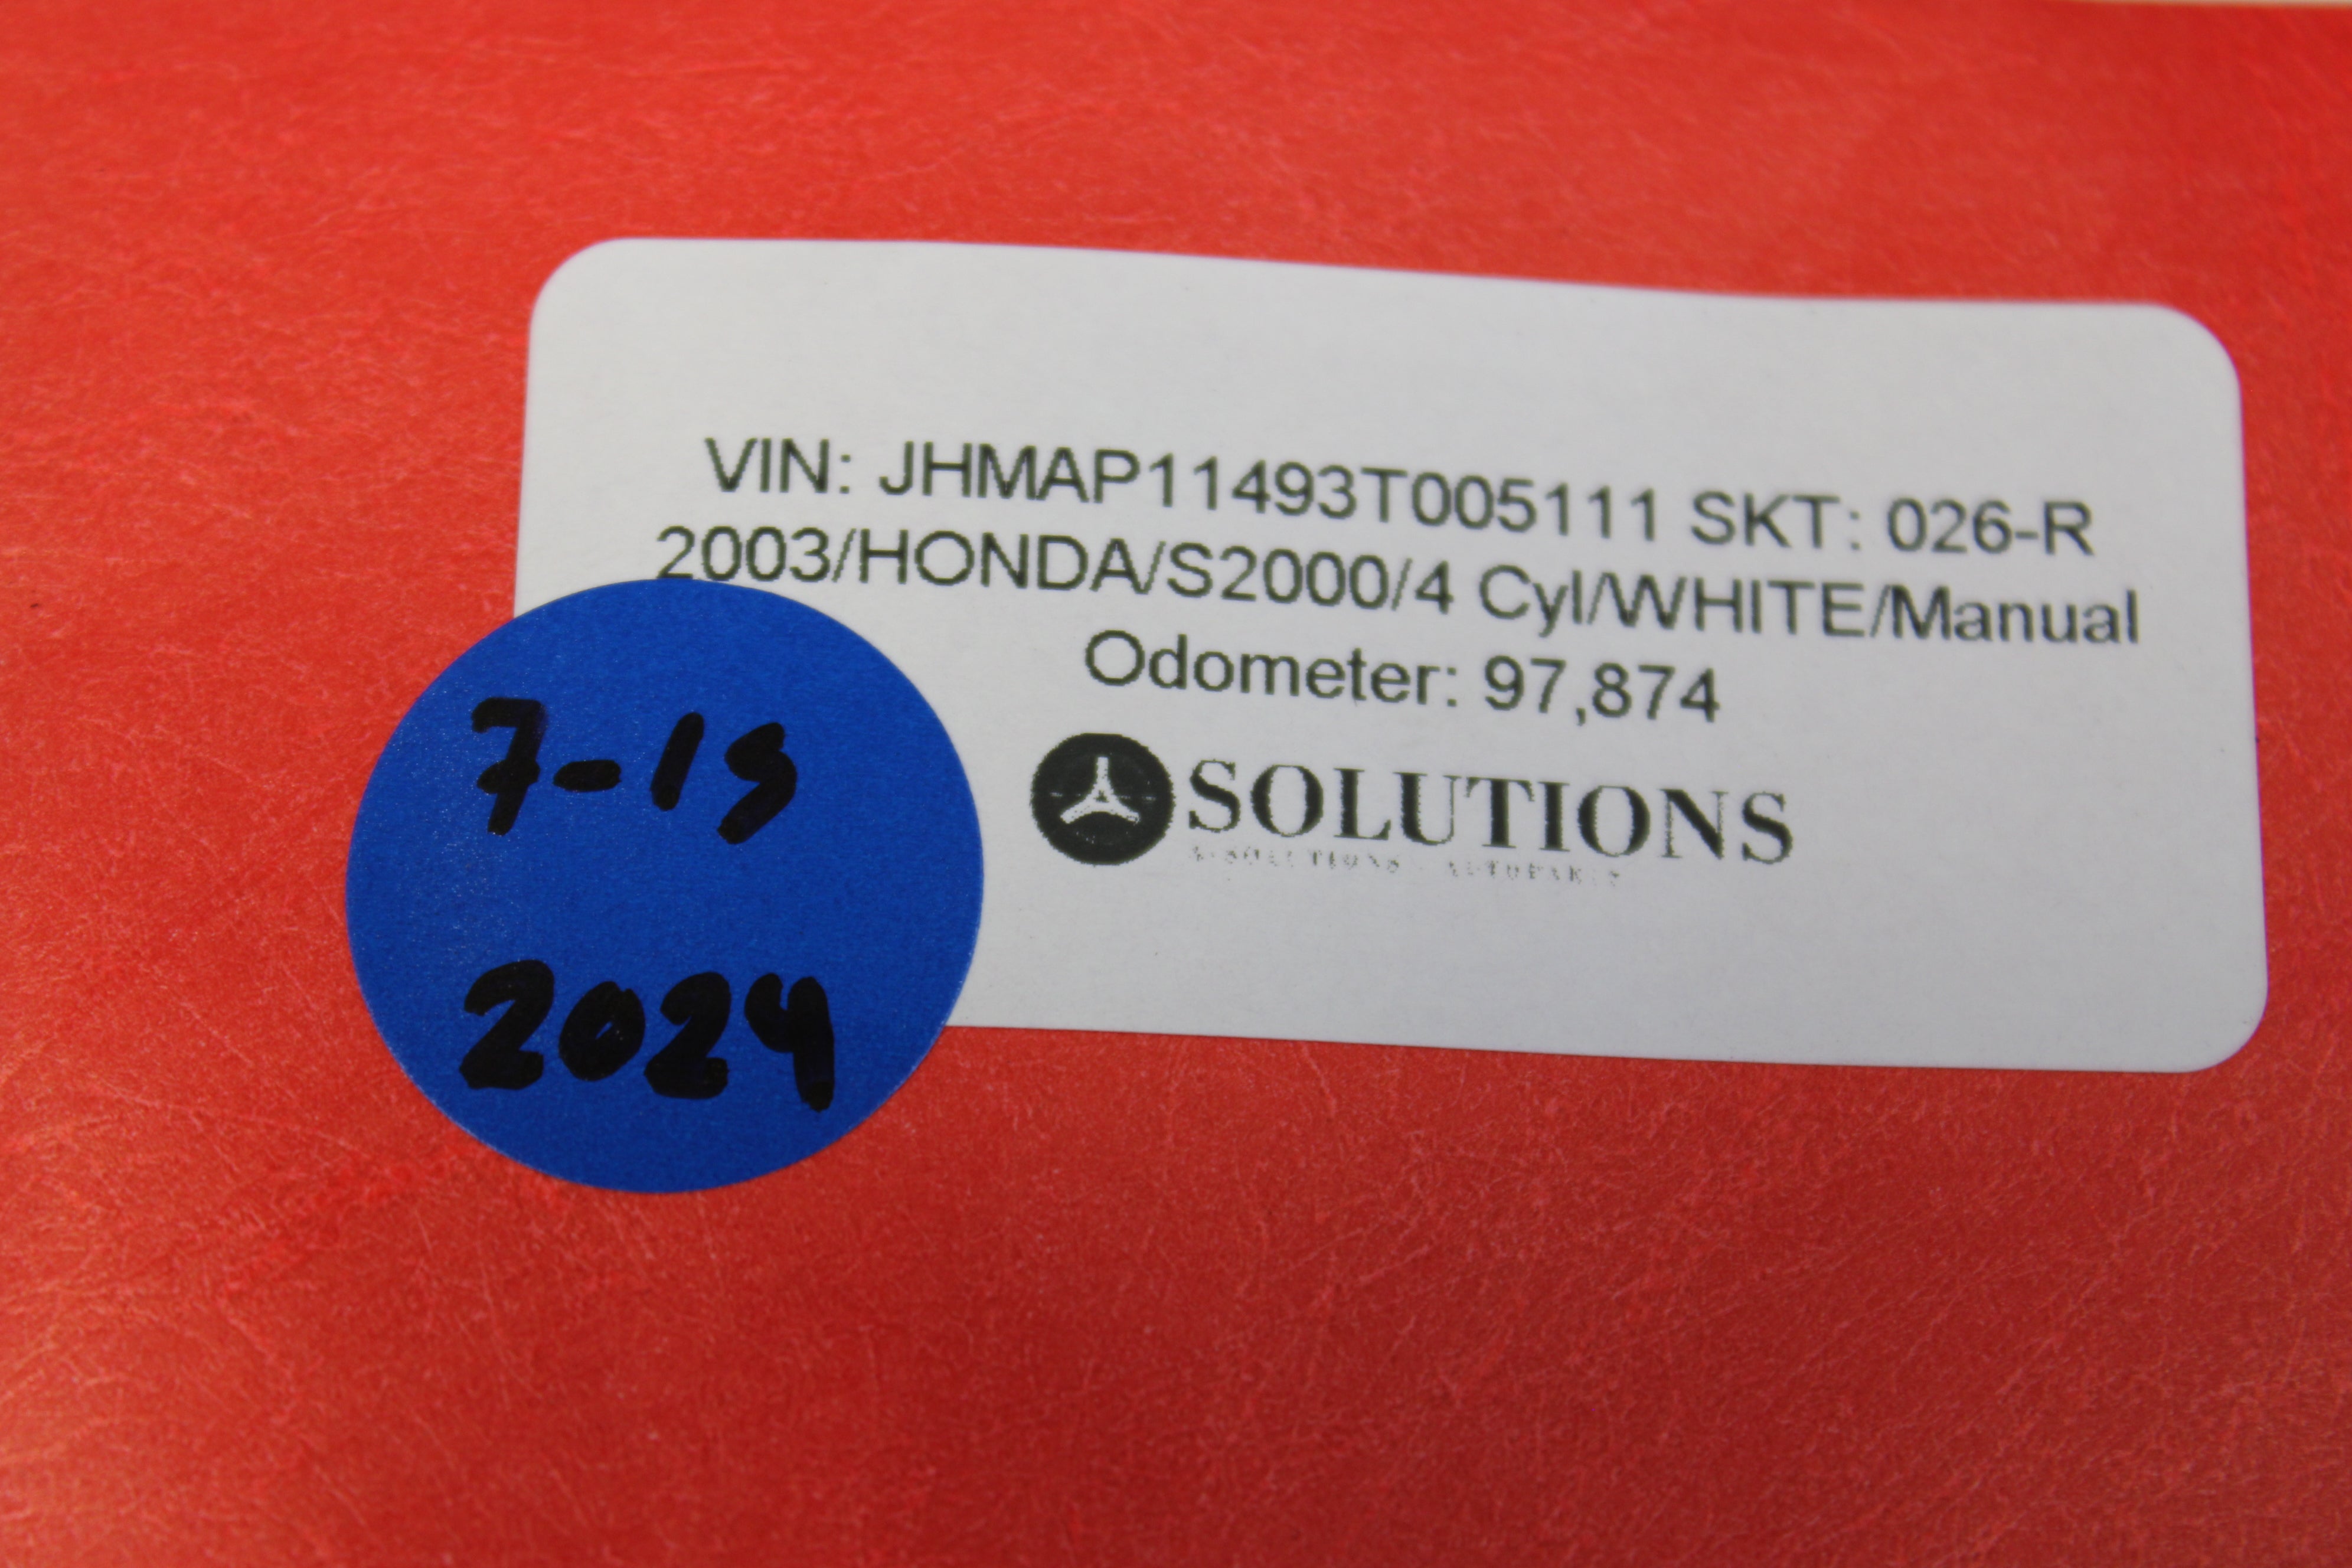 VIN: JHMAP11493T005111 SKT: 026-R
2003/HONDA/S2000/4 Cyl/WHITE/Manual
Odometer: 97,874
SOLUTIONS
7-19
2024